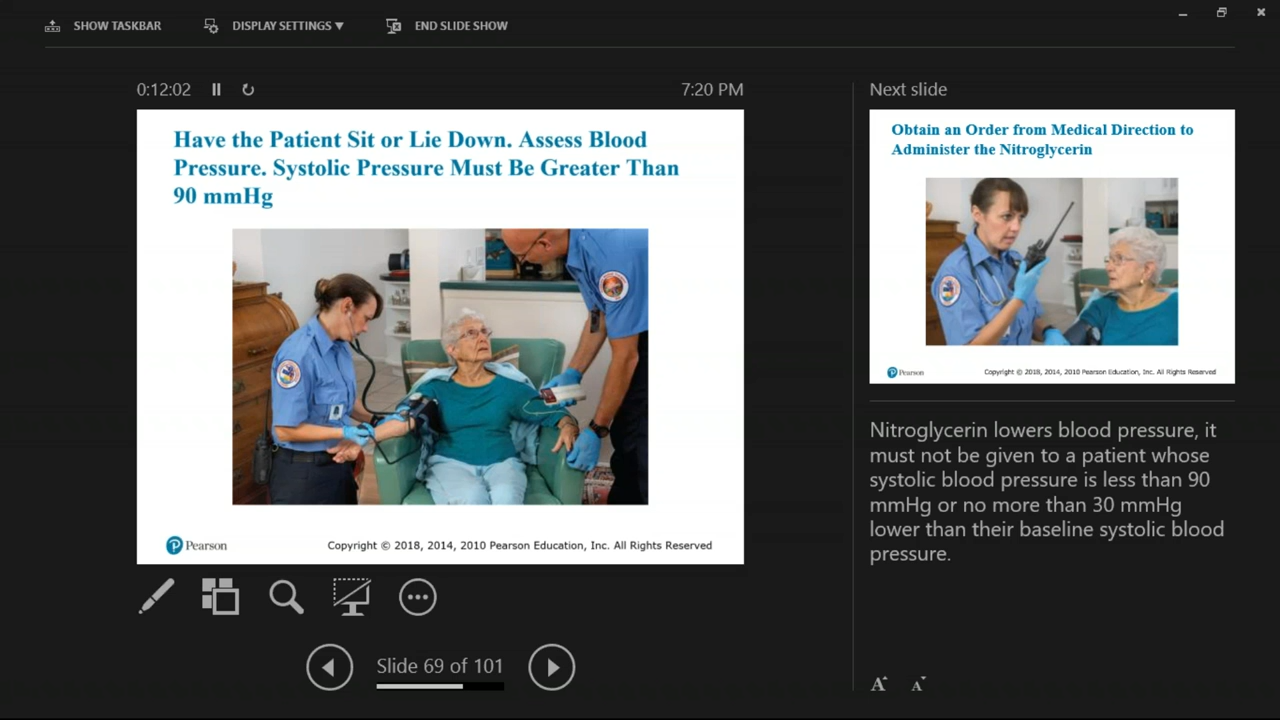 SHOW TASKBAR
DISPLAY SETTINGS ▼
END SLIDE SHOW
0:12:02
7:20 PM
Have the Patient Sit or Lie Down. Assess Blood
Pressure. Systolic Pressure Must Be Greater Than
90 mmHg
Pearson
Copyright © 2018, 2014, 2010 Pearson Education, Inc. All Rights Reserved
Slide 69 of 101
Next slide
Obtain an Order from Medical Direction to
Administer the Nitroglycerin
Pearson
Copyright © 2018, 2014, 2010 Pearson Education, Inc. All Rights Reserved
Nitroglycerin lowers blood pressure, it
must not be given to a patient whose
systolic blood pressure is less than 90
mmHg or no more than 30 mmHg
lower than their baseline systolic blood
pressure.
A A